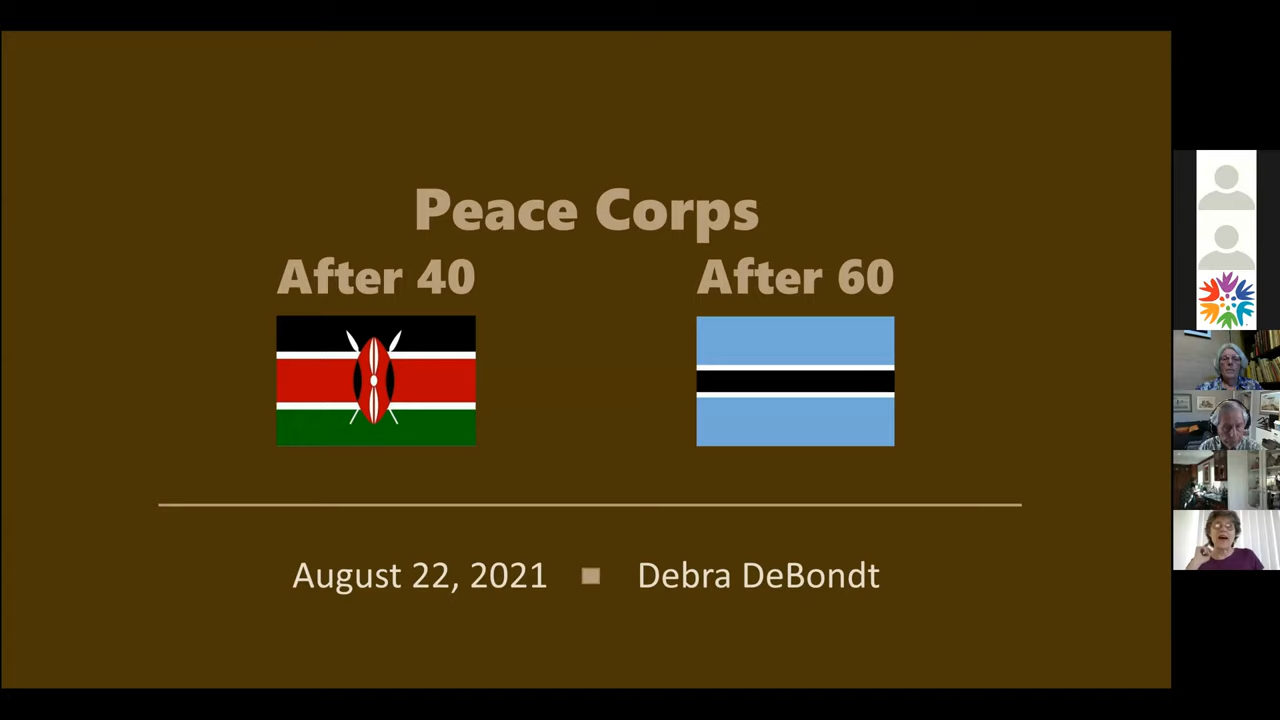 Peace Corps
After 40
After 60
August 22, 2021 ■ Debra DeBondt